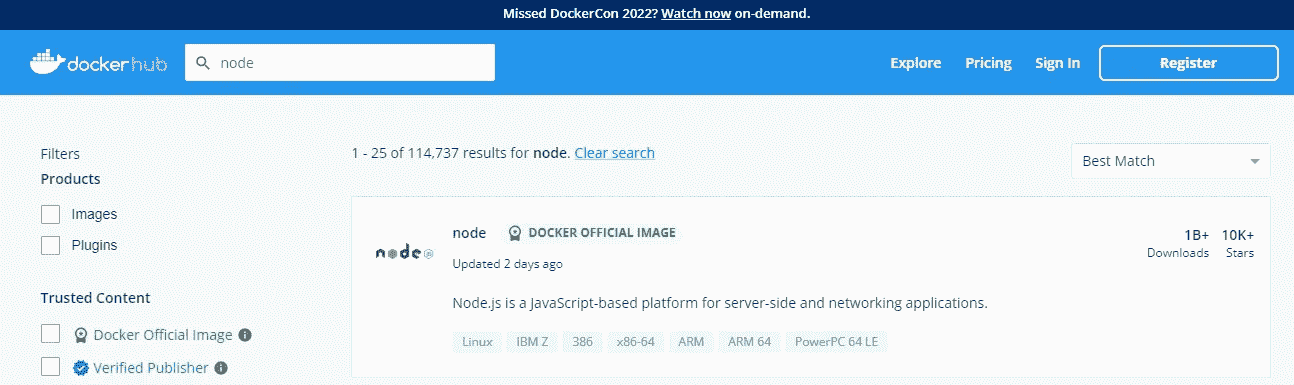 Missed DockerCon 2022? Watch now on-demand.
dockerhub
node
Explore
Pricing
Sign In
Register
Filters
Products
Images
Plugins
Trusted Content
Docker Official Image
Verified Publisher
1 - 25 of 114,737 results for node. Clear search
Best Match
node
node
DOCKER OFFICIAL IMAGE
Updated 2 days ago
1B+
Downloads
10K+
Stars
Node.js is a JavaScript-based platform for server-side and networking applications.
Linux
IBM Z
386
x86-64
ARM
ARM 64
PowerPC 64 LE